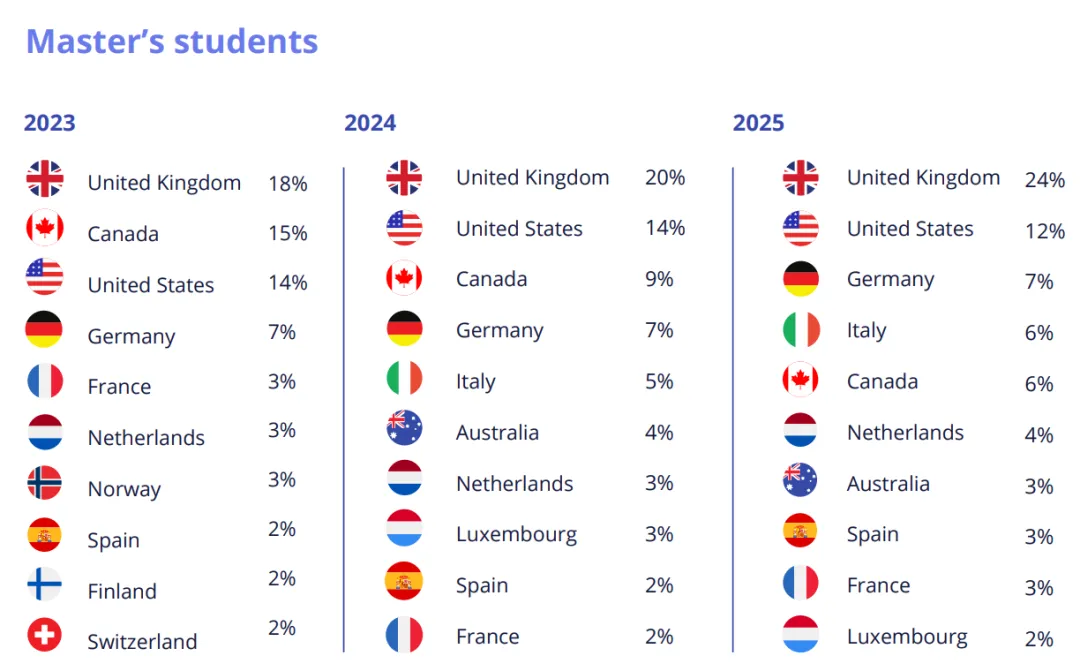 Master’s students
2023
United Kingdom 18%
Canada 15%
United States 14%
Germany 7%
France 3%
Netherlands 3%
Norway 3%
Spain 2%
Finland 2%
Switzerland 2%
2024
United Kingdom 20%
United States 14%
Canada 9%
Germany 7%
Italy 5%
Australia 4%
Netherlands 3%
Luxembourg 3%
Spain 2%
France 2%
2025
United Kingdom 24%
United States 12%
Germany 7%
Italy 6%
Canada 6%
Netherlands 4%
Australia 3%
Spain 3%
France 3%
Luxembourg 2%